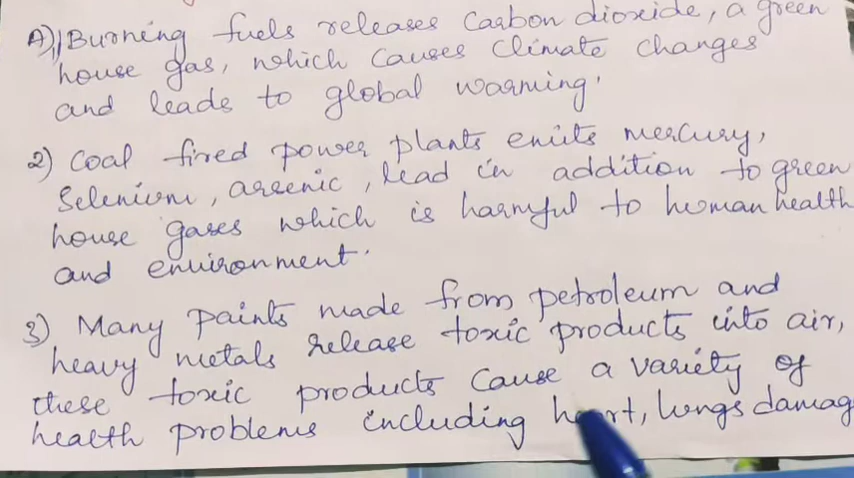 A) 1) Burning fuels releases Carbon dioxide, a green
house gas, which causes climate changes
and leads to global warming.
2) Coal fired power plants emits mercury,
Selenium, arsenic, lead in addition to green
house gases which is harmful to human health
and environment.
3) Many paints made from petroleum and
heavy metals release toxic products into air,
these toxic products cause a variety of
health problems including heart, lungs damag